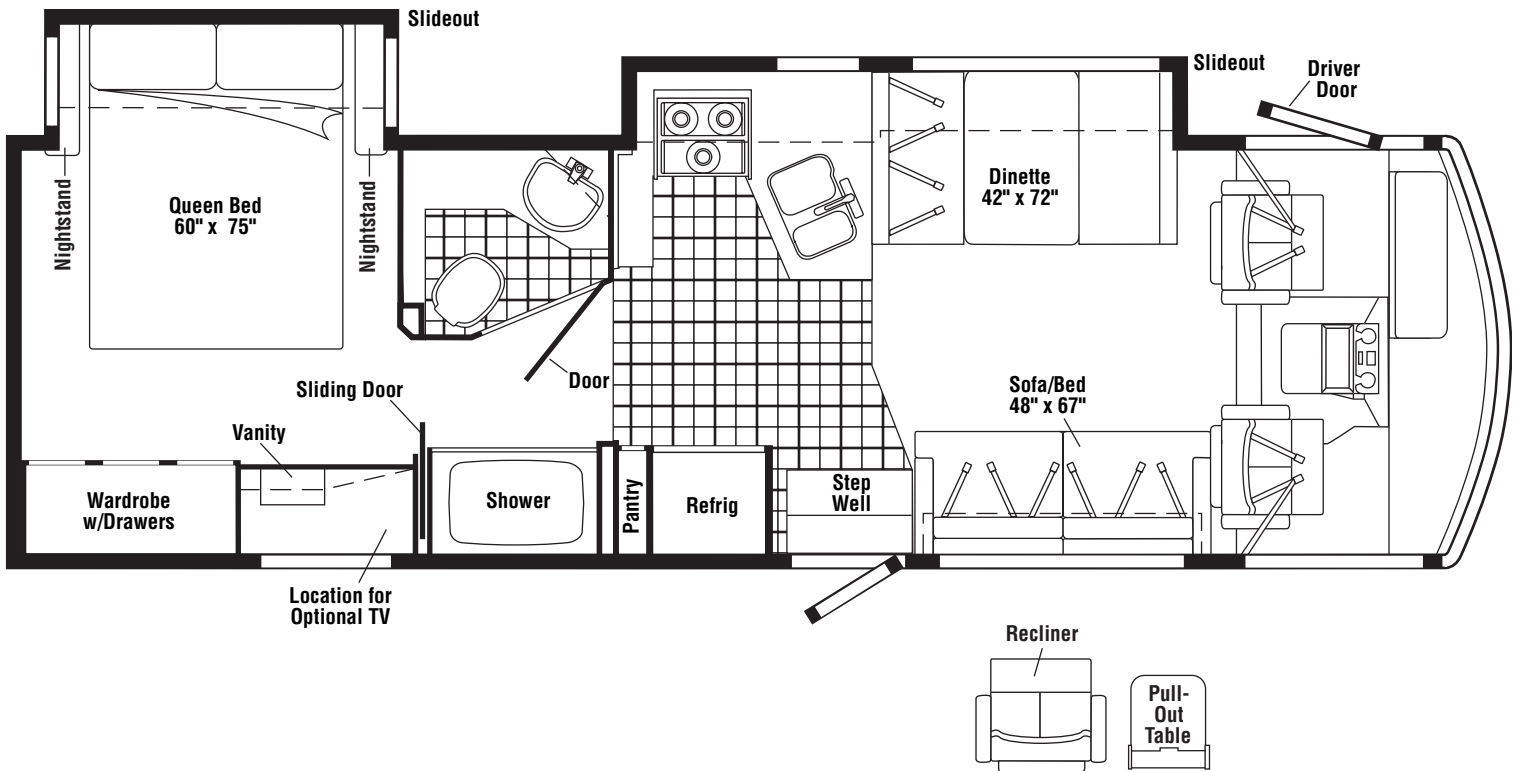 Slideout
Slideout
Driver
Door
Nightstand
Queen Bed
60" x 75"
Nightstand
Dinette
42" x 72"
Door
Sliding Door
Vanity
Sofa/Bed
48" x 67"
Wardrobe
w/Drawers
Shower
Pantry
Refrig
Step
Well
Location for
Optional TV
Recliner
Pull-
Out
Table